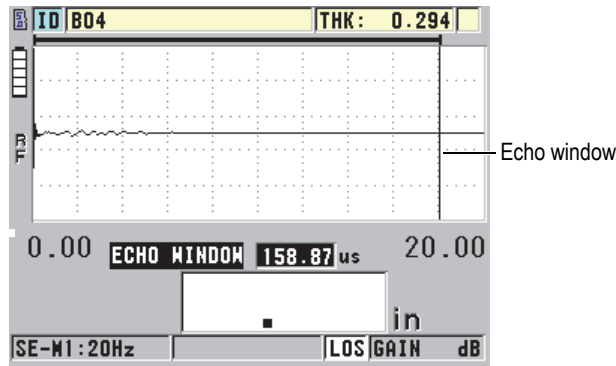 ID B04 THK: 0.294
RF
Echo window
0.00 ECHO WINDOW 158.87 us 20.00
in
SE-M1:20Hz LOS GAIN dB